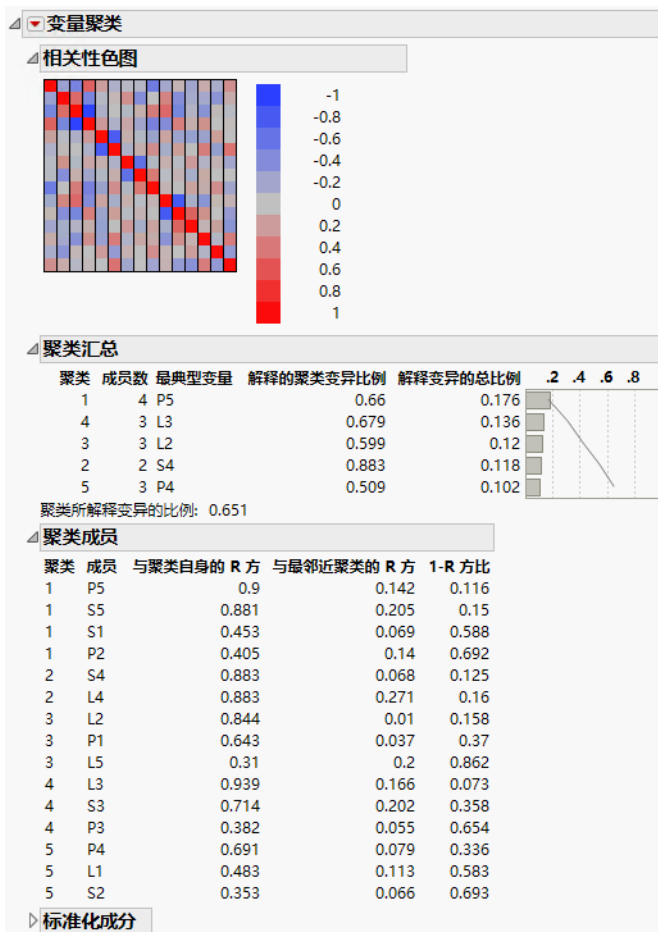 变量聚类
相关性色图
-1
-0.8
-0.6
-0.4
-0.2
0
0.2
0.4
0.6
0.8
1
聚类汇总
聚类 成员数 最典型变量 解释的聚类变异比例 解释变异的总比例 .2 .4 .6 .8
1 4 P5 0.66 0.176
4 3 L3 0.679 0.136
3 3 L2 0.599 0.12
2 2 S4 0.883 0.118
5 3 P4 0.509 0.102
聚类所解释变异的比例: 0.651
聚类成员
聚类 成员 与聚类自身的 R 方 与最邻近聚类的 R 方 1-R 方比
1 P5 0.9 0.142 0.116
1 S5 0.881 0.205 0.15
1 S1 0.453 0.069 0.588
1 P2 0.405 0.14 0.692
2 S4 0.883 0.068 0.125
2 L4 0.883 0.271 0.16
3 L2 0.844 0.01 0.158
3 P1 0.643 0.037 0.37
3 L5 0.31 0.2 0.862
4 L3 0.939 0.166 0.073
4 S3 0.714 0.202 0.358
4 P3 0.382 0.055 0.654
5 P4 0.691 0.079 0.336
5 L1 0.483 0.113 0.583
5 S2 0.353 0.066 0.693
标准化成分